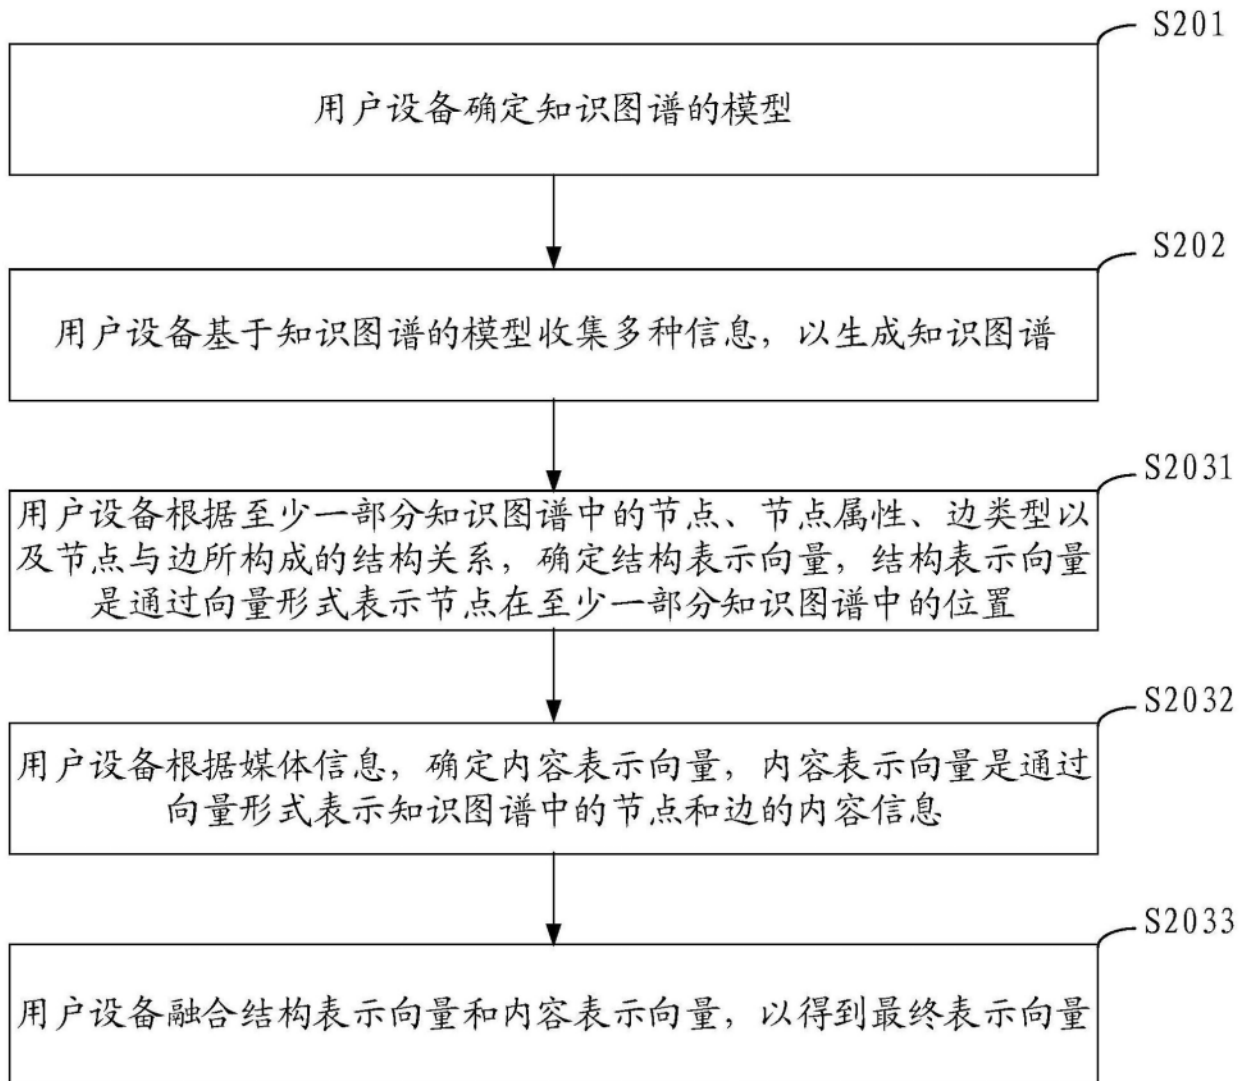 S201
用户设备确定知识图谱的模型
S202
用户设备基于知识图谱的模型收集多种信息，以生成知识图谱
S2031
用户设备根据至少一部分知识图谱中的节点、节点属性、边类型以
及节点与边所构成的结构关系，确定结构表示向量，结构表示向量
是通过向量形式表示节点在至少一部分知识图谱中的位置
S2032
用户设备根据媒体信息，确定内容表示向量，内容表示向量是通过
向量形式表示知识图谱中的节点和边的内容信息
S2033
用户设备融合结构表示向量和内容表示向量，以得到最终表示向量